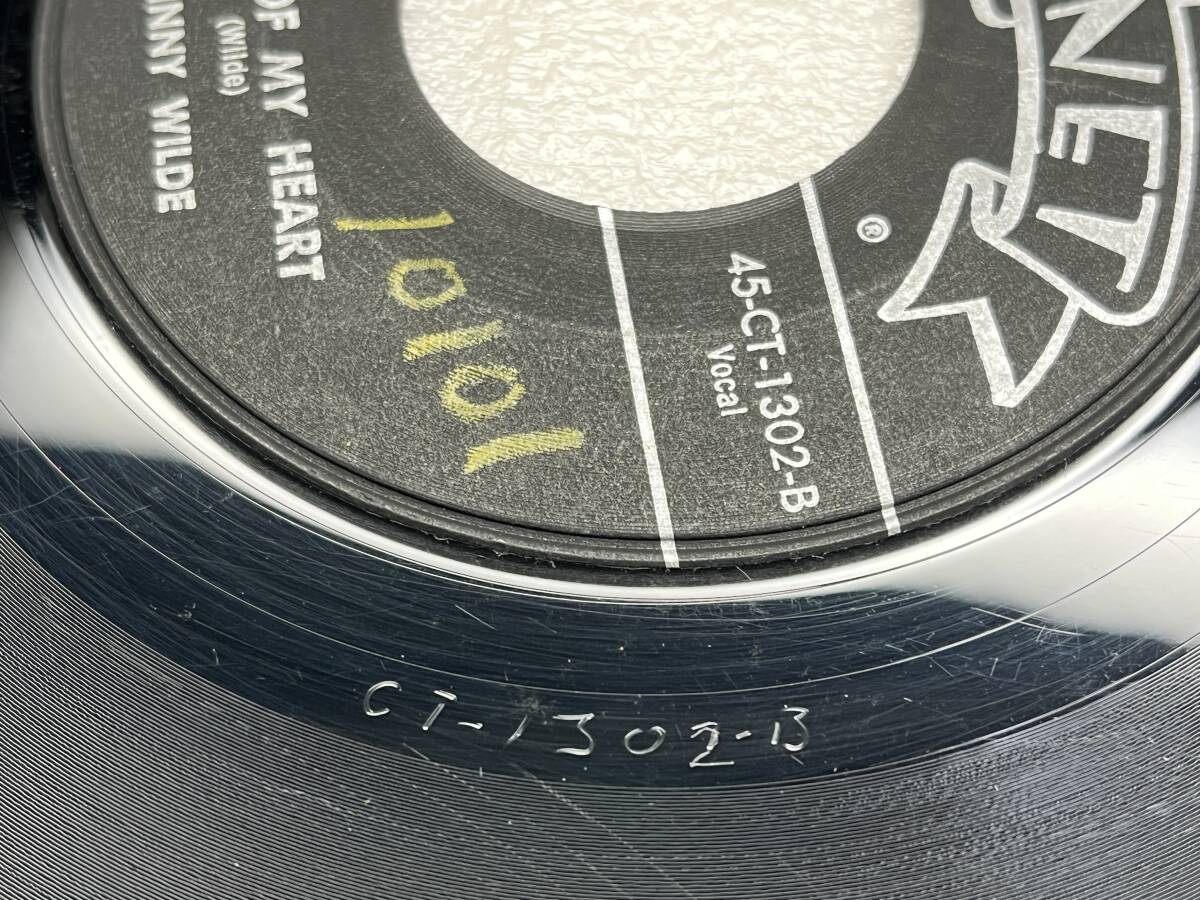 NET
®
45-CT-1302-B
Vocal
10101
OF MY HEART
(Wilde)
NNY WILDE
CT-1302-B